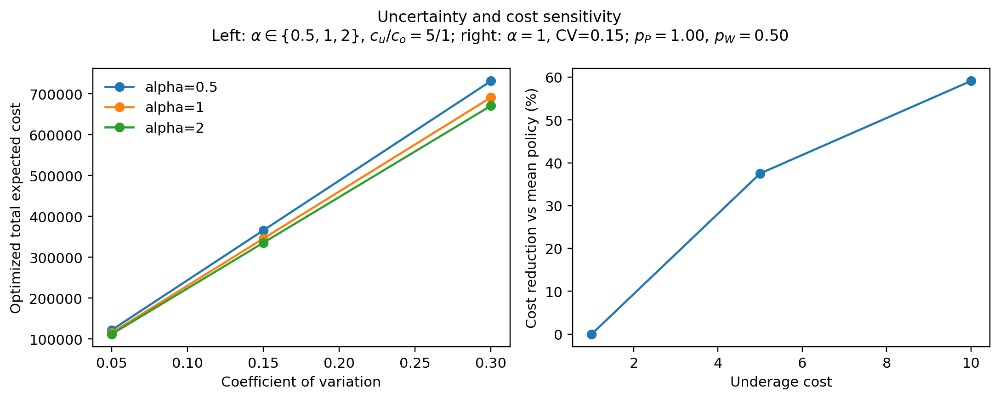 Uncertainty and cost sensitivity
Left: α ∈ {0.5, 1, 2}, c_u/c_o = 5/1; right: α = 1, CV=0.15; p_P = 1.00, p_W = 0.50
Optimized total expected cost
700000
600000
500000
400000
300000
200000
100000
alpha=0.5
alpha=1
alpha=2
0.05 0.10 0.15 0.20 0.25 0.30
Coefficient of variation
Cost reduction vs mean policy (%)
60
50
40
30
20
10
0
2 4 6 8 10
Underage cost